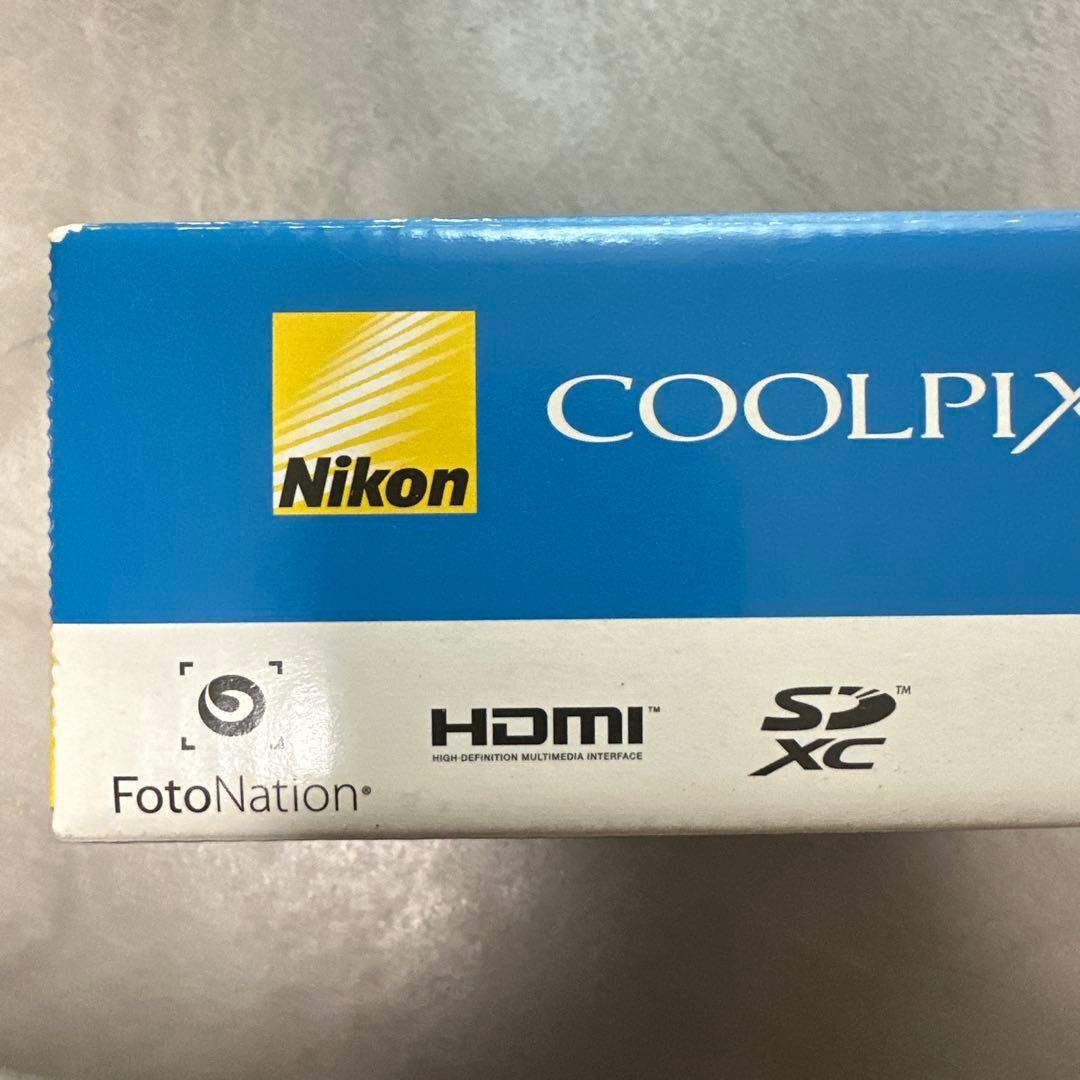 Nikon
COOLPIX
FotoNation®
HDMI™
HIGH-DEFINITION MULTIMEDIA INTERFACE
SD™
XC